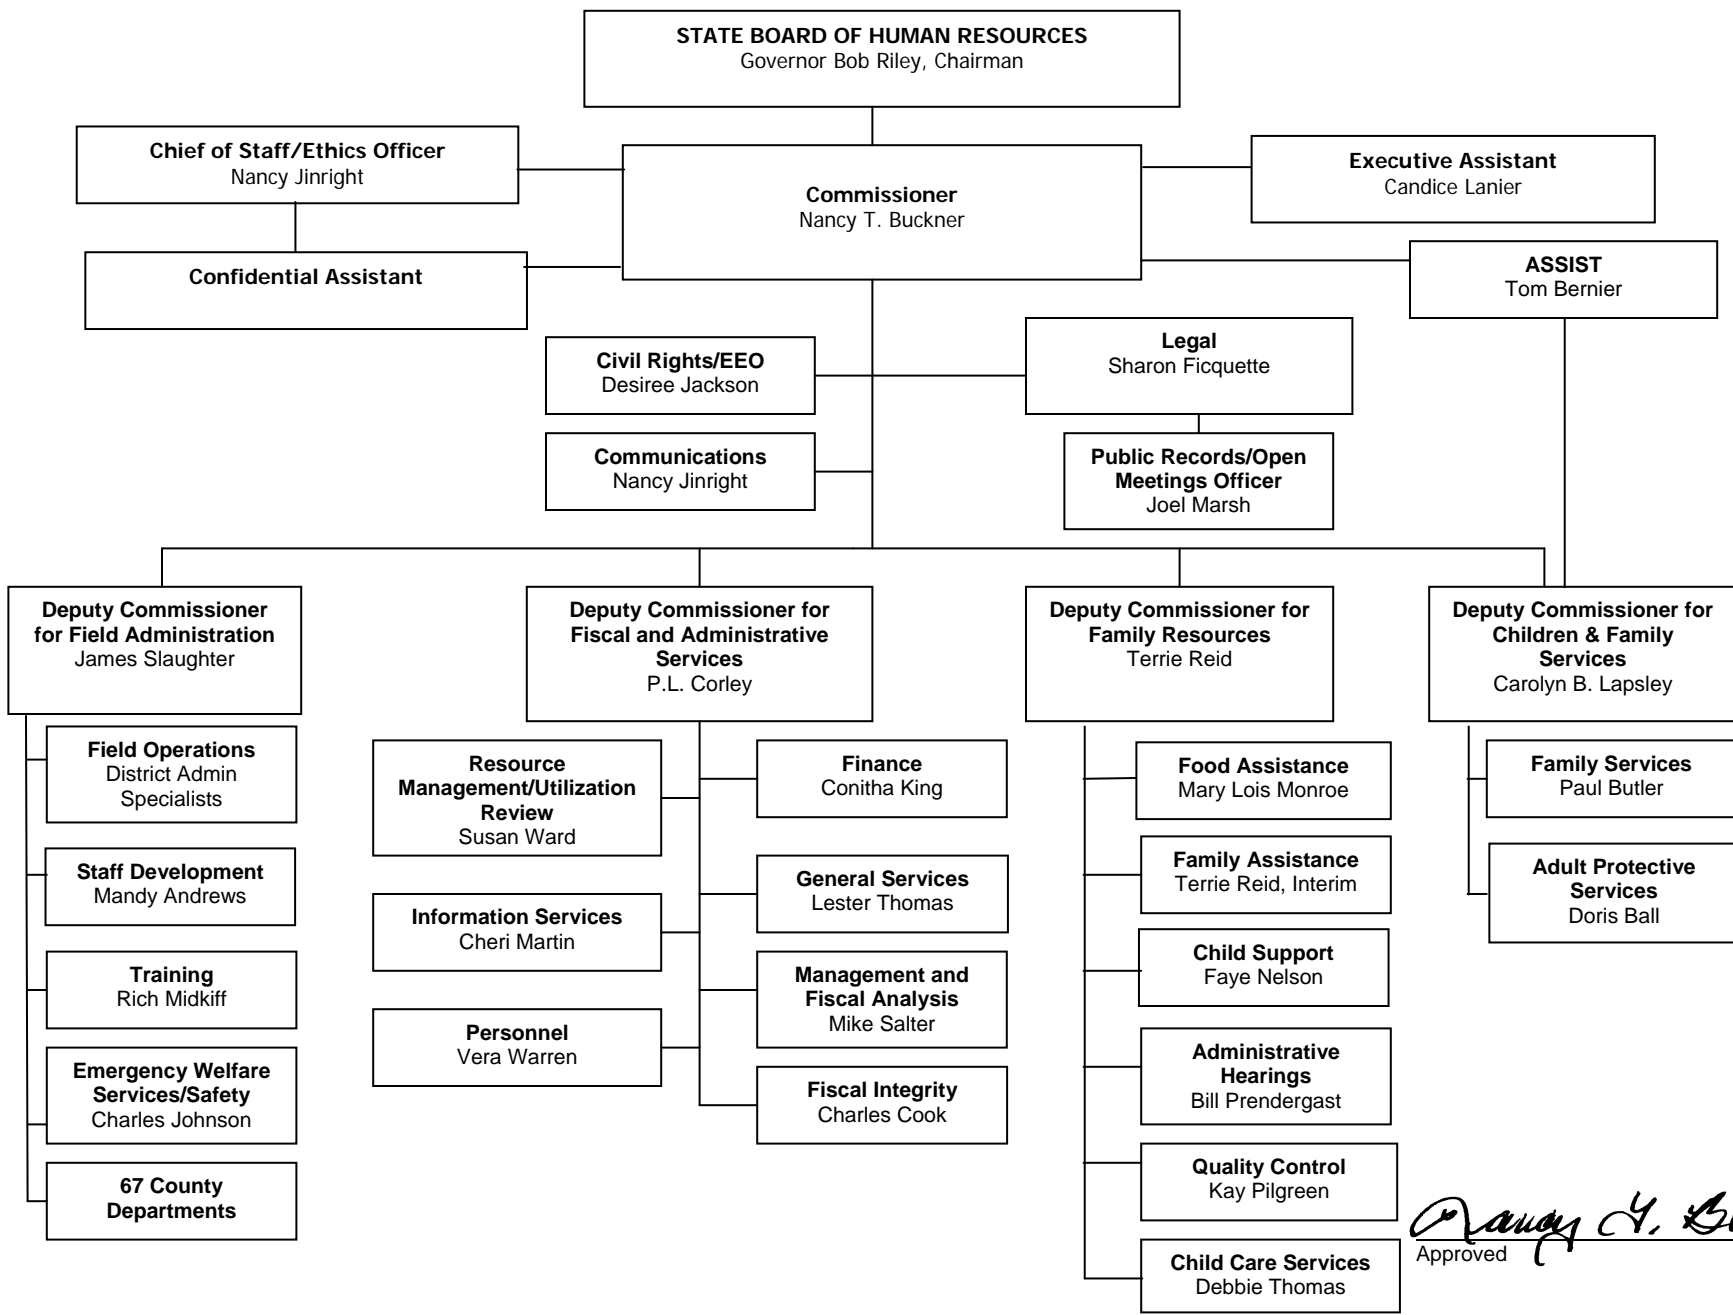 STATE BOARD OF HUMAN RESOURCES
Governor Bob Riley, Chairman
Chief of Staff/Ethics Officer
Nancy Jinright
Commissioner
Nancy T. Buckner
Executive Assistant
Candice Lanier
Confidential Assistant
ASSIST
Tom Bernier
Civil Rights/EEO
Desiree Jackson
Legal
Sharon Ficquette
Communications
Nancy Jinright
Public Records/Open
Meetings Officer
Joel Marsh
Deputy Commissioner
for Field Administration
James Slaughter
Deputy Commissioner for
Fiscal and Administrative
Services
P.L. Corley
Deputy Commissioner for
Family Resources
Terrie Reid
Deputy Commissioner for
Children & Family
Services
Carolyn B. Lapsley
Field Operations
District Admin
Specialists
Staff Development
Mandy Andrews
Training
Rich Midkiff
Emergency Welfare
Services/Safety
Charles Johnson
67 County
Departments
Resource
Management/Utilization
Review
Susan Ward
Information Services
Cheri Martin
Personnel
Vera Warren
Finance
Conitha King
General Services
Lester Thomas
Management and
Fiscal Analysis
Mike Salter
Fiscal Integrity
Charles Cook
Food Assistance
Mary Lois Monroe
Family Assistance
Terrie Reid, Interim
Child Support
Faye Nelson
Administrative
Hearings
Bill Prendergast
Quality Control
Kay Pilgreen
Child Care Services
Debbie Thomas
Family Services
Paul Butler
Adult Protective
Services
Doris Ball
Nancy
Approved